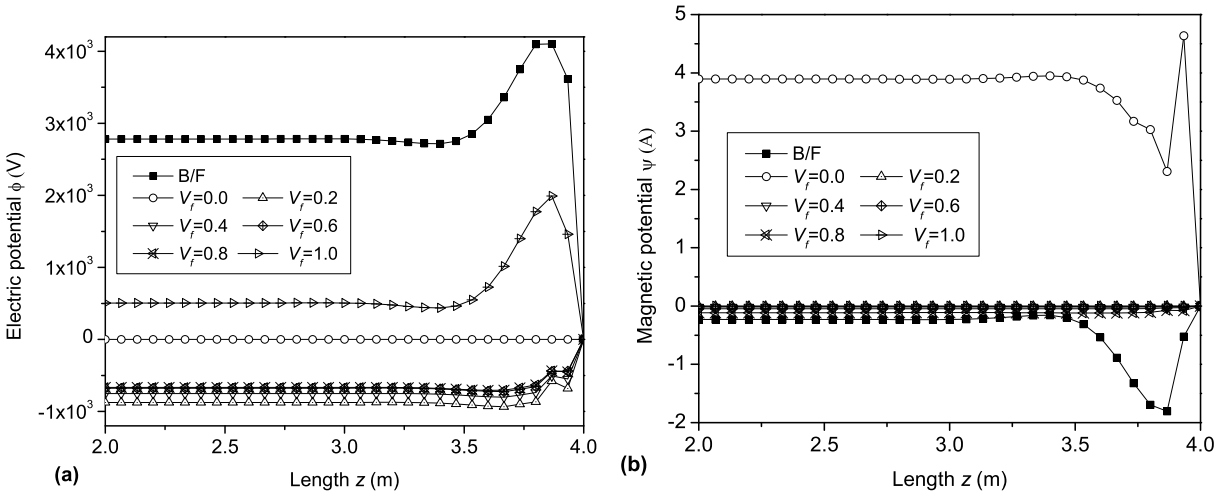 4x10³
3x10³
2x10³
1x10³
0
-1x10³
Electric potential ϕ (V)
B/F
V_f=0.0
V_f=0.2
V_f=0.4
V_f=0.6
V_f=0.8
V_f=1.0
2.0
2.5
3.0
3.5
4.0
(a)
Length z (m)
5
4
3
2
1
0
-1
-2
Magnetic potential ψ (A)
B/F
V_f=0.0
V_f=0.2
V_f=0.4
V_f=0.6
V_f=0.8
V_f=1.0
2.0
2.5
3.0
3.5
4.0
(b)
Length z (m)